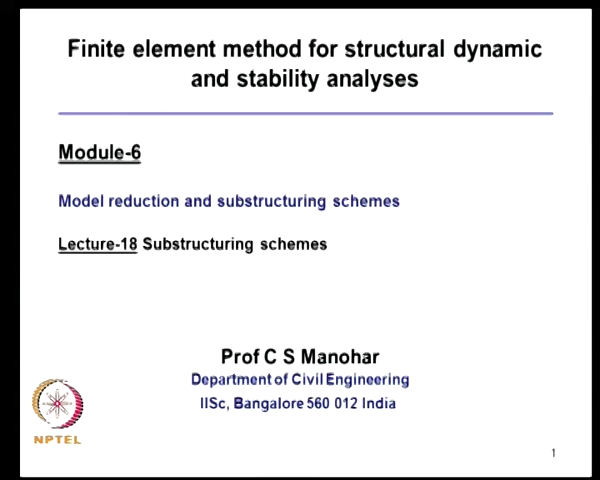 Finite element method for structural dynamic
and stability analyses
Module-6
Model reduction and substructuring schemes
Lecture-18 Substructuring schemes
Prof C S Manohar
Department of Civil Engineering
IISc, Bangalore 560 012 India
NPTEL
1